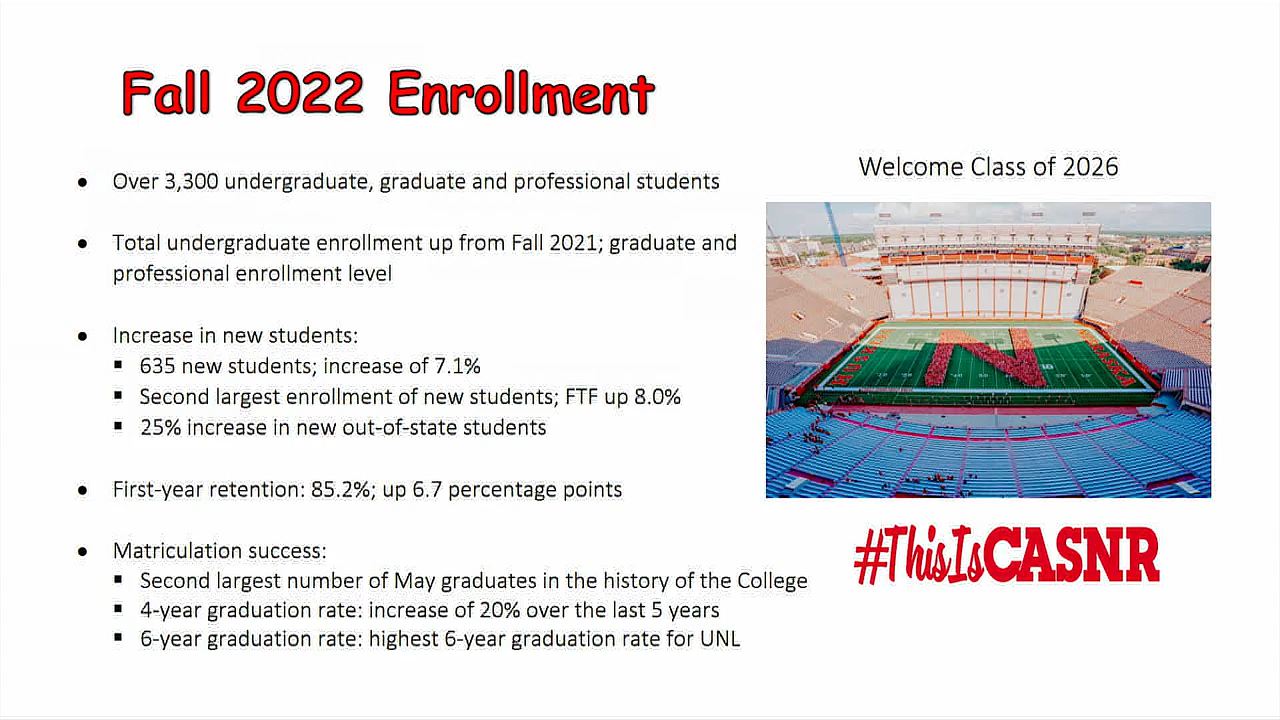 Fall 2022 Enrollment
● Over 3,300 undergraduate, graduate and professional students
● Total undergraduate enrollment up from Fall 2021; graduate and
professional enrollment level
● Increase in new students:
▪ 635 new students; increase of 7.1%
▪ Second largest enrollment of new students; FTF up 8.0%
▪ 25% increase in new out-of-state students
● First-year retention: 85.2%; up 6.7 percentage points
● Matriculation success:
▪ Second largest number of May graduates in the history of the College
▪ 4-year graduation rate: increase of 20% over the last 5 years
▪ 6-year graduation rate: highest 6-year graduation rate for UNL
Welcome Class of 2026
N
#ThisIsCASNR